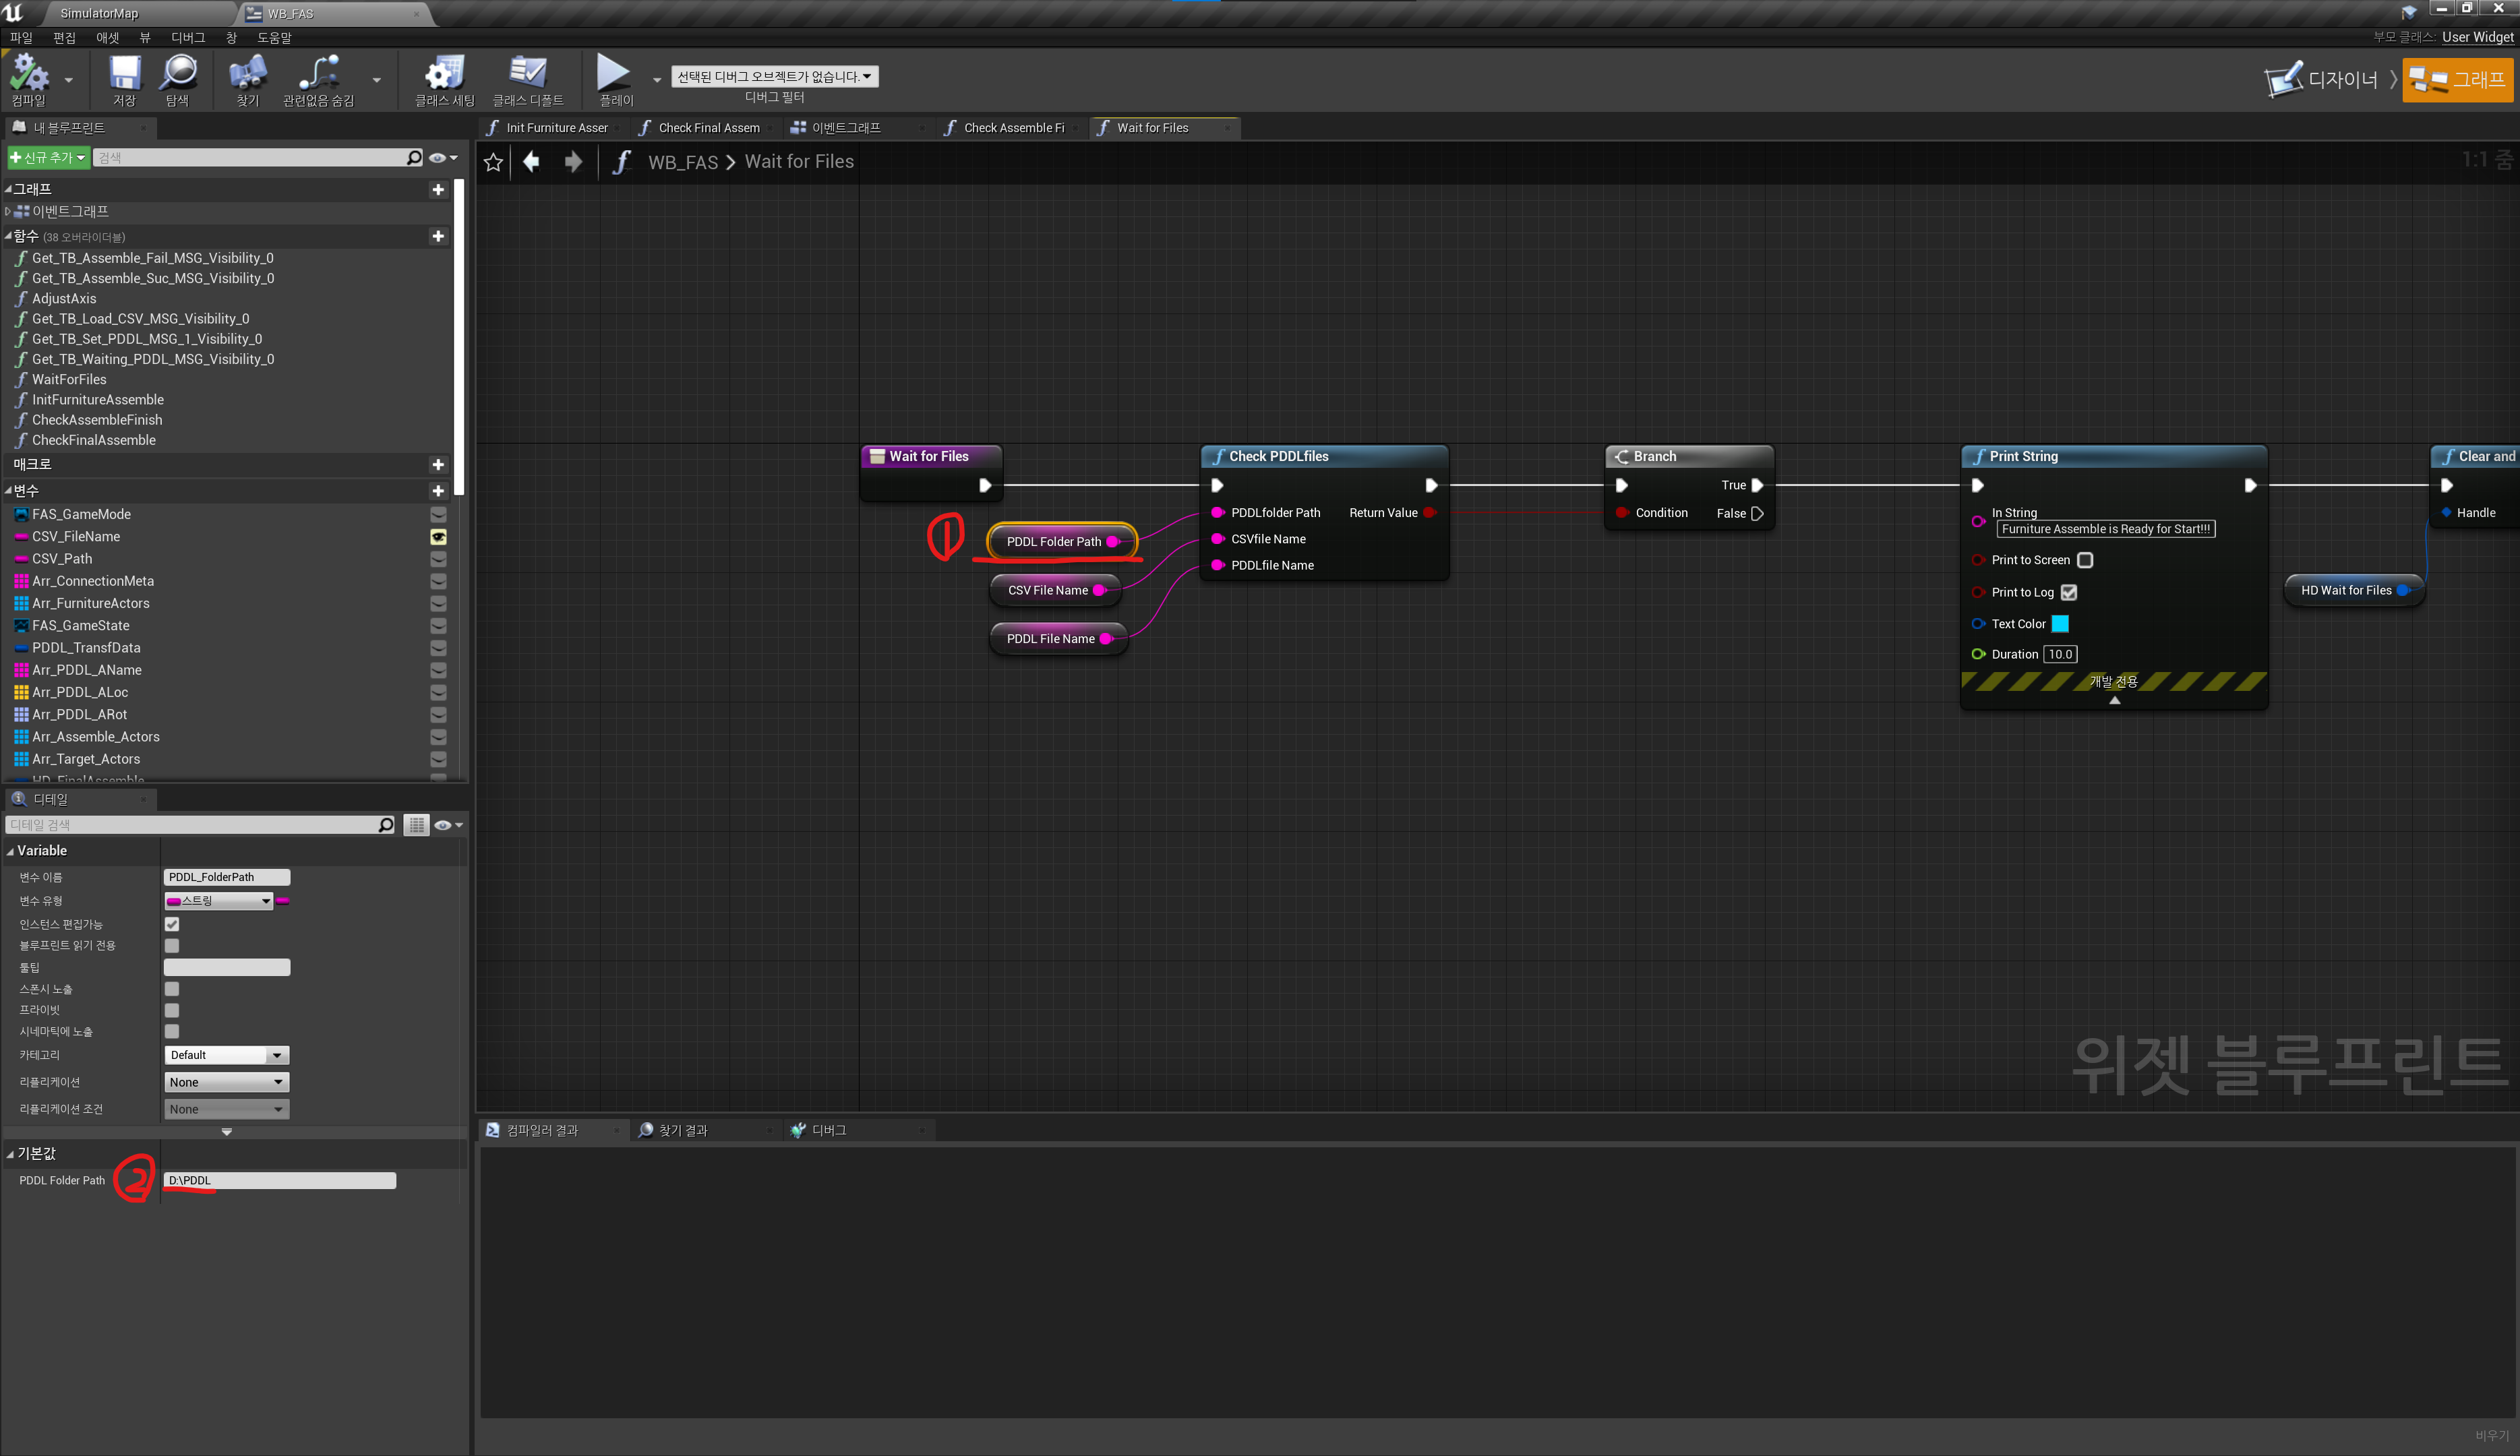 SimulatorMap
WB_FAS
파일 편집 애셋 뷰 디버그 창 도움말
부모 클래스: User Widget
컴파일
저장
탐색
찾기
관련없음 숨김
클래스 세팅
클래스 디폴트
플레이
선택된 디버그 오브젝트가 없습니다.
디버그 필터
디자이너
그래프
내 블루프린트
신규 추가
검색
그래프
이벤트그래프
함수 (38 오버라이더블)
Get_TB_Assemble_Fail_MSG_Visibility_0
Get_TB_Assemble_Suc_MSG_Visibility_0
AdjustAxis
Get_TB_Load_CSV_MSG_Visibility_0
Get_TB_Set_PDDL_MSG_1_Visibility_0
Get_TB_Waiting_PDDL_MSG_Visibility_0
WaitForFiles
InitFurnitureAssemble
CheckAssembleFinish
CheckFinalAssemble
매크로
변수
FAS_GameMode
CSV_FileName
CSV_Path
Arr_ConnectionMeta
Arr_FurnitureActors
FAS_GameState
PDDL_TransfData
Arr_PDDL_AName
Arr_PDDL_ALoc
Arr_PDDL_ARot
Arr_Assemble_Actors
Arr_Target_Actors
HD_FinalAssemble
디테일
디테일 검색
Variable
변수 이름 PDDL_FolderPath
변수 유형 스트링
인스턴스 편집가능
블루프린트 읽기 전용
툴팁
스폰시 노출
프라이빗
시네마틱에 노출
카테고리 Default
리플리케이션 None
리플리케이션 조건 None
기본값
PDDL Folder Path ② D:\PDDL
Init Furniture Asser
Check Final Assem
이벤트그래프
Check Assemble Fi
Wait for Files
WB_FAS > Wait for Files
1:1 줌
Wait for Files
①
PDDL Folder Path
CSV File Name
PDDL File Name
Check PDDLfiles
PDDLfolder Path Return Value
CSVfile Name
PDDLfile Name
Branch
True
Condition False
Print String
In String
Furniture Assemble is Ready for Start!!!
Print to Screen
Print to Log
Text Color
Duration 10.0
개발 전용
HD Wait for Files
Clear and
Handle
위젯 블루프린트
컴파일러 결과
찾기 결과
디버그
비우기